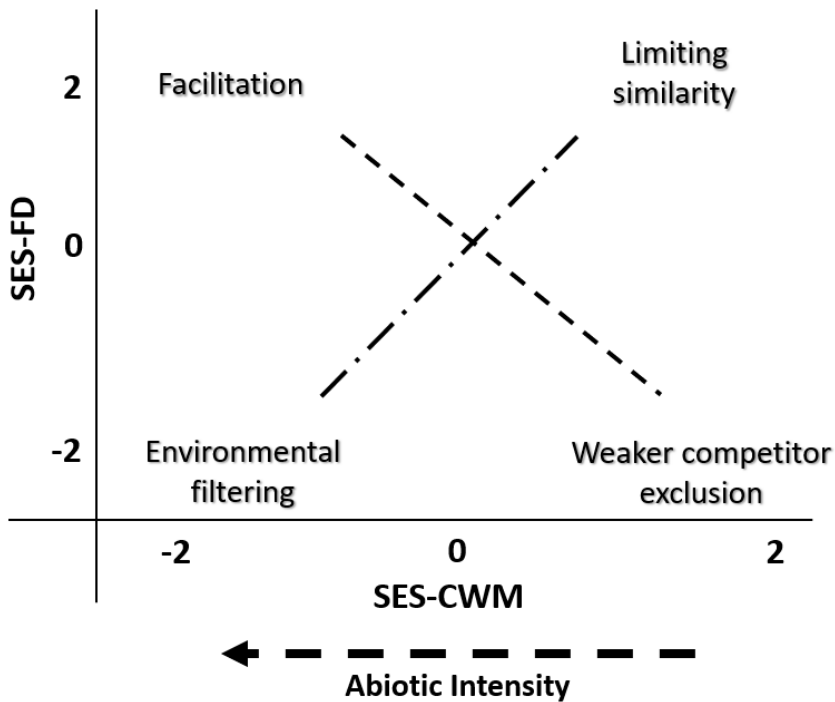 Facilitation
Limiting
similarity
2
0
-2
SES-FD
Environmental
filtering
Weaker competitor
exclusion
-2
0
2
SES-CWM
Abiotic Intensity